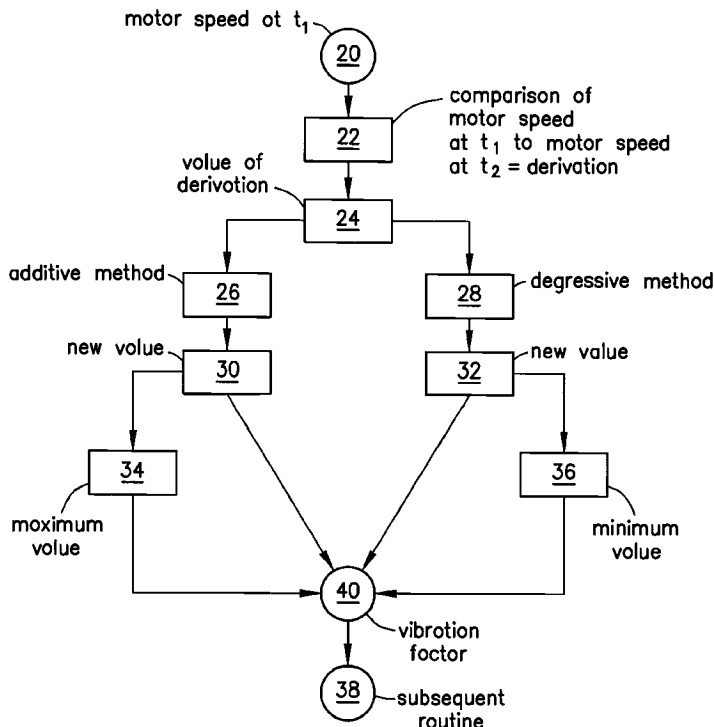 motor speed ot t1
20
22
comparison of
motor speed
at t1 to motor speed
at t2 = derivation
volue of
derivotion
24
additive method
26
28
degressive method
new volue
30
32
new value
34
36
moximum
value
minimum
volue
40
vibrotion
foctor
38
subsequent
routine